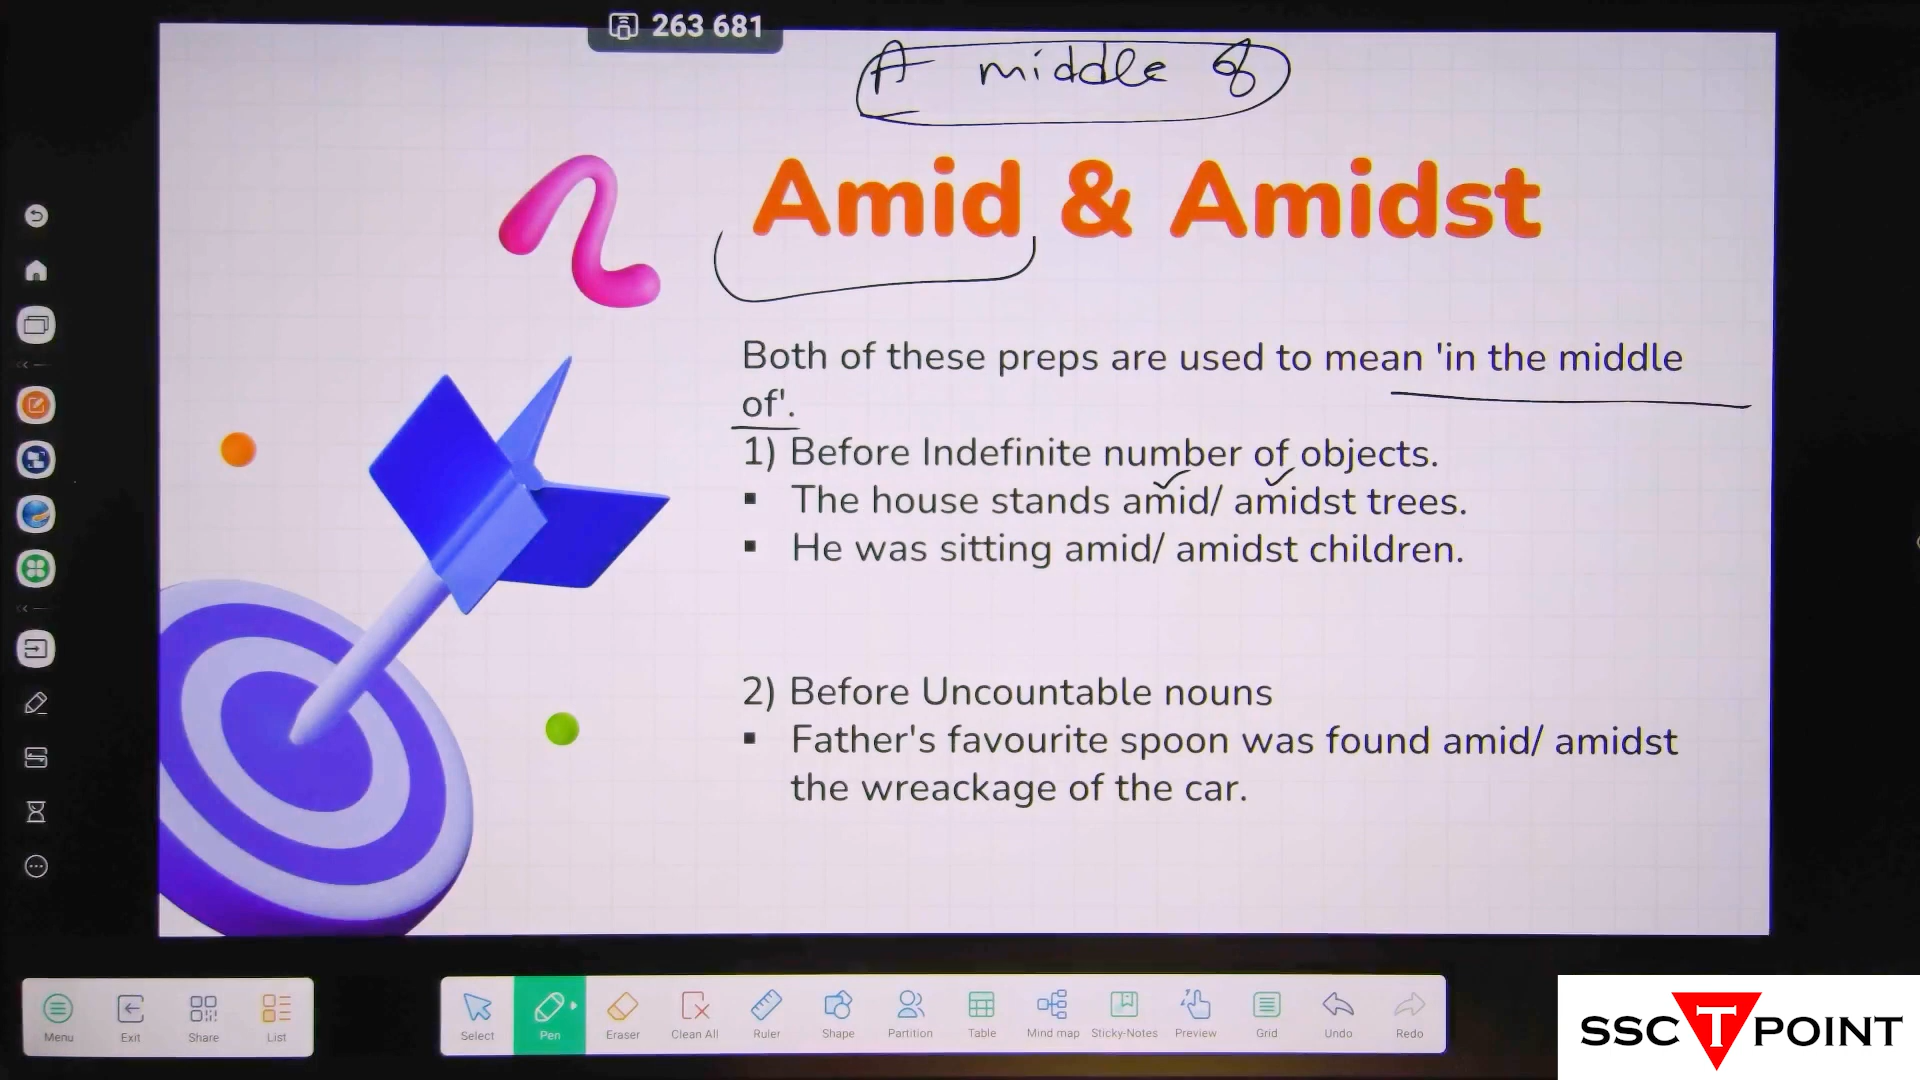 263 681
A middle of
Amid & Amidst
Both of these preps are used to mean 'in the middle
of'.
1) Before Indefinite number of objects.
▪ The house stands amid/ amidst trees.
▪ He was sitting amid/ amidst children.
2) Before Uncountable nouns
▪ Father's favourite spoon was found amid/ amidst
the wreackage of the car.
Menu Exit Share List Select Pen Eraser Clean All Ruler Shape Partition Table Mind map Sticky-Notes Preview Grid Undo Redo
SSC T POINT